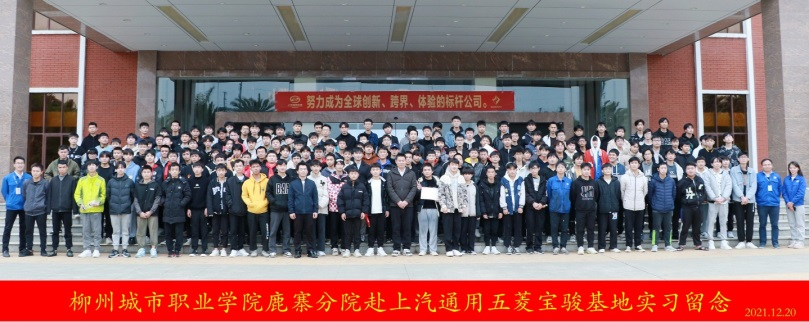 努力成为全球创新、跨界、体验的标杆公司。
柳州城市职业学院鹿寨分院赴上汽通用五菱宝骏基地实习留念
2021.12.20